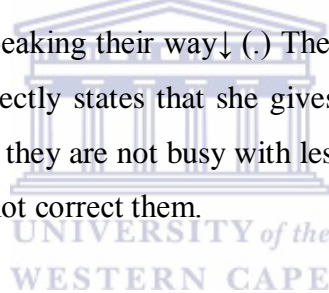 eaking their way↓ (.) The
ectly states that she gives
they are not busy with les
not correct them.
UNIVERSITY of the
WESTERN CAPE